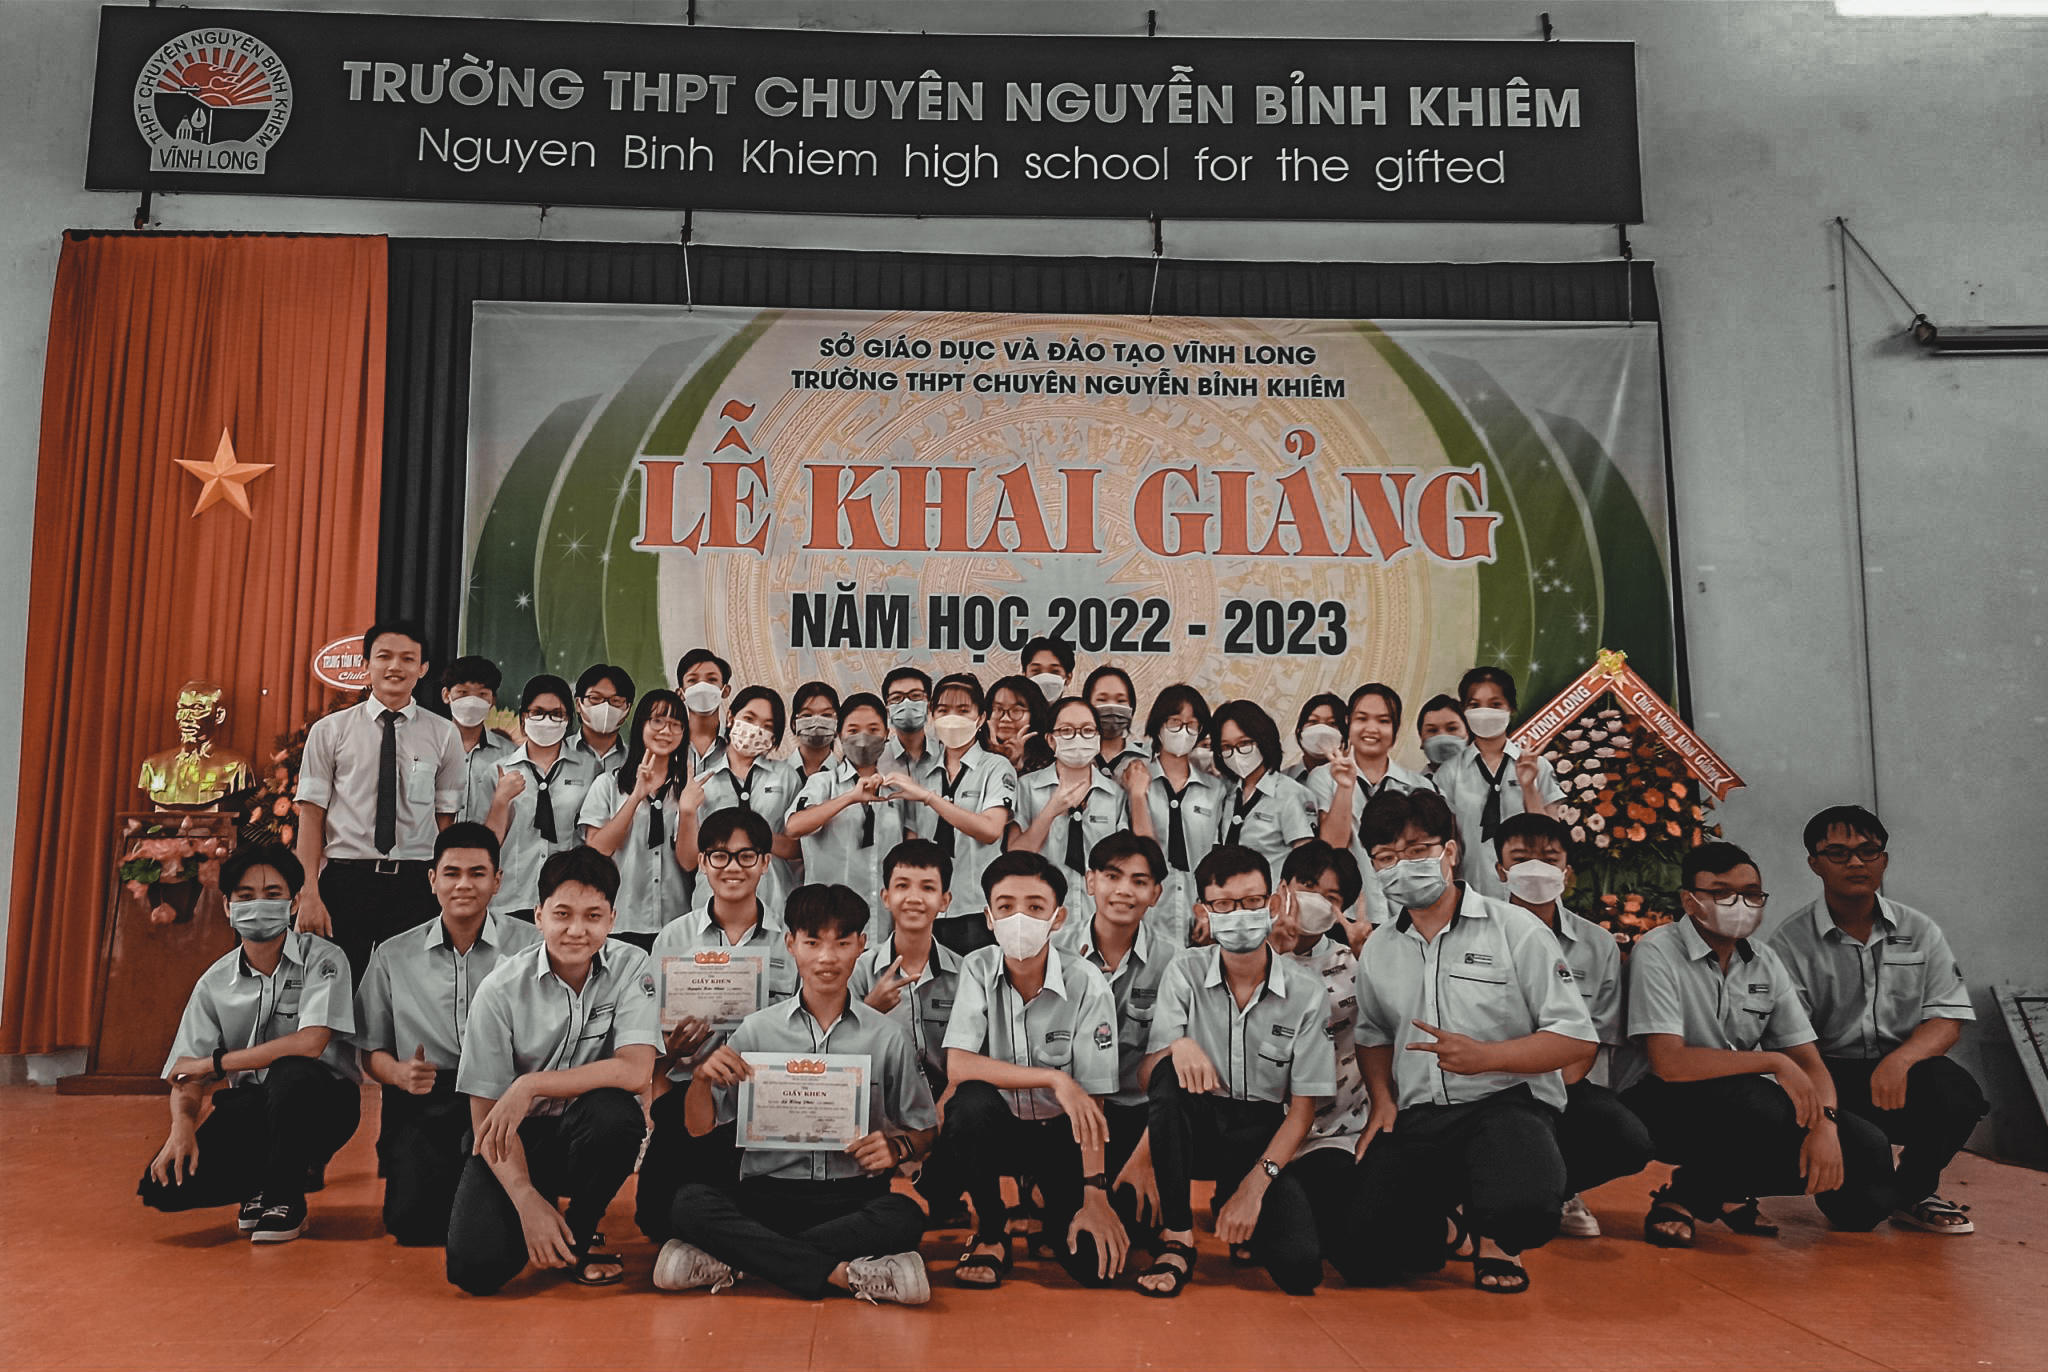 THPT CHUYÊN NGUYỄN BỈNH KHIÊM
VĨNH LONG
TRƯỜNG THPT CHUYÊN NGUYỄN BỈNH KHIÊM
Nguyen Binh Khiem high school for the gifted
SỞ GIÁO DỤC VÀ ĐÀO TẠO VĨNH LONG
TRƯỜNG THPT CHUYÊN NGUYỄN BỈNH KHIÊM
LỄ KHAI GIẢNG
NĂM HỌC 2022 - 2023
TRUNG TÂM
VĨNH LONG
Chúc Mừng Khai Giảng
GIẤY KHEN
GIẤY KHEN